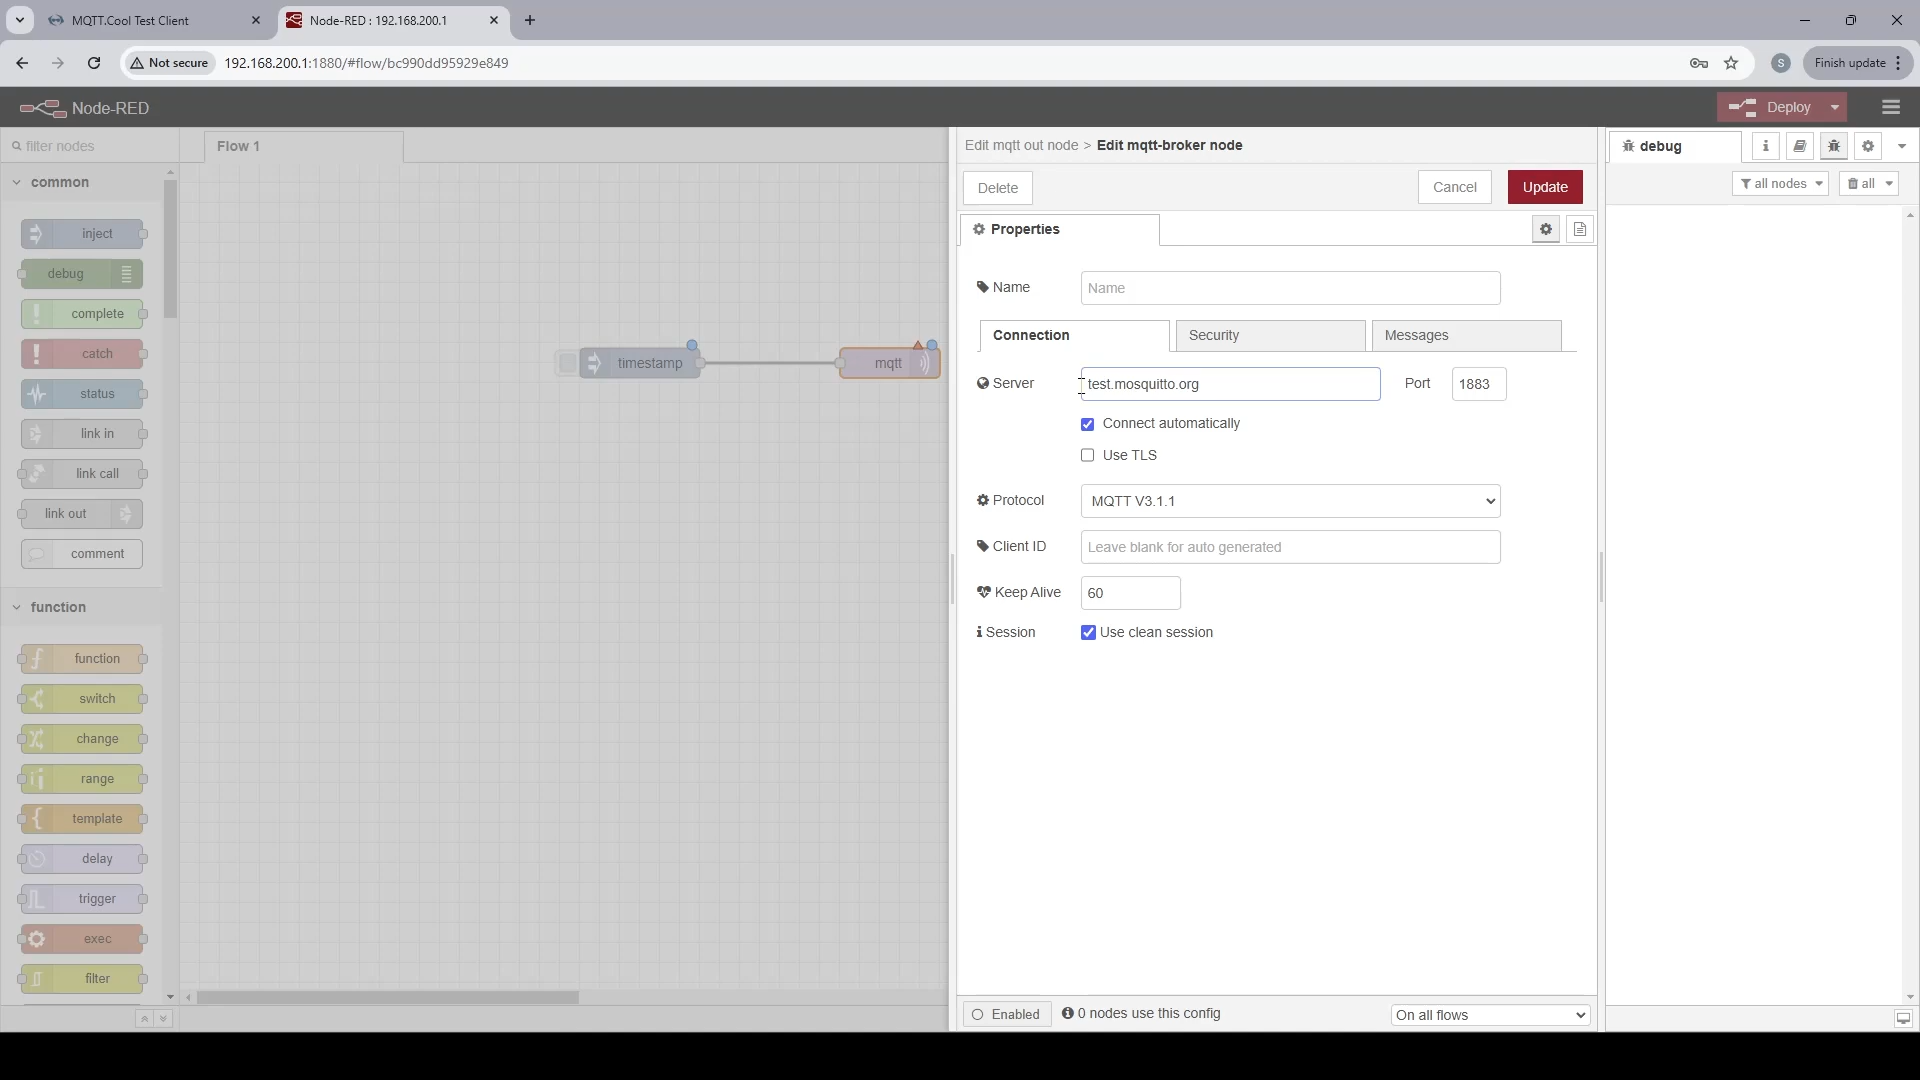 MQTT.Cool Test Client
Node-RED : 192.168.200.1
Not secure
192.168.200.1:1880/#flow/bc990dd95929e849
S
Finish update
Node-RED
Deploy
filter nodes
Flow 1
common
inject
debug
complete
catch
status
link in
link call
link out
comment
function
function
switch
change
range
template
delay
trigger
exec
filter
timestamp
mqtt
Edit mqtt out node > Edit mqtt-broker node
Delete
Cancel
Update
Properties
Name
Name
Connection
Security
Messages
Server
test.mosquitto.org
Port
1883
Connect automatically
Use TLS
Protocol
MQTT V3.1.1
Client ID
Leave blank for auto generated
Keep Alive
60
Session
Use clean session
Enabled
0 nodes use this config
On all flows
debug
all nodes
all